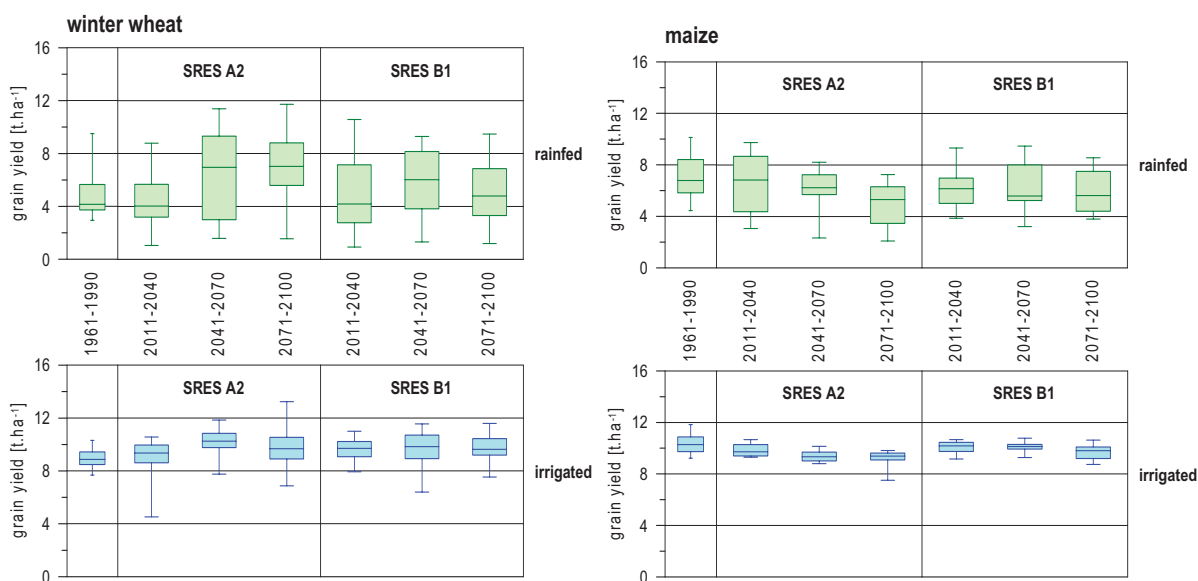 winter wheat
16
12
8
4
0
grain yield [t.ha⁻¹]
SRES A2
SRES B1
rainfed
1961-1990
2011-2040
2041-2070
2071-2100
2011-2040
2041-2070
2071-2100
16
12
8
4
0
grain yield [t.ha⁻¹]
SRES A2
SRES B1
irrigated
maize
16
12
8
4
0
grain yield [t.ha⁻¹]
SRES A2
SRES B1
rainfed
1961-1990
2011-2040
2041-2070
2071-2100
2011-2040
2041-2070
2071-2100
16
12
8
4
0
grain yield [t.ha⁻¹]
SRES A2
SRES B1
irrigated